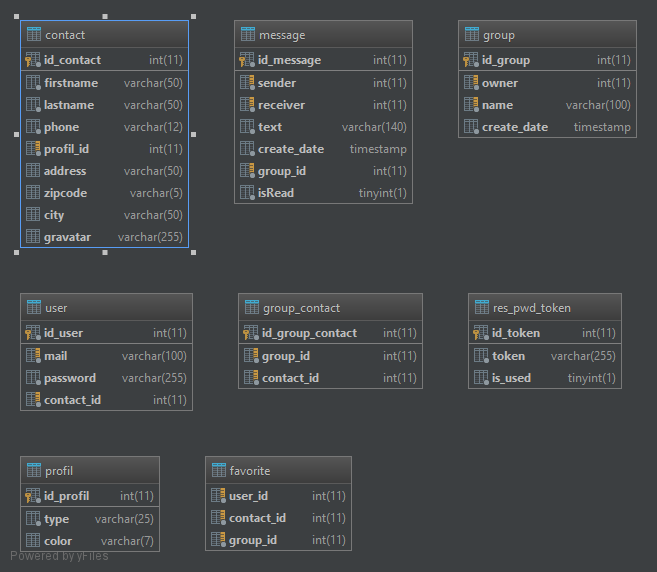 contact
id_contact int(11)
firstname varchar(50)
lastname varchar(50)
phone varchar(12)
profil_id int(11)
address varchar(50)
zipcode varchar(5)
city varchar(50)
gravatar varchar(255)
message
id_message int(11)
sender int(11)
receiver int(11)
text varchar(140)
create_date timestamp
group_id int(11)
isRead tinyint(1)
group
id_group int(11)
owner int(11)
name varchar(100)
create_date timestamp
user
id_user int(11)
mail varchar(100)
password varchar(255)
contact_id int(11)
group_contact
id_group_contact int(11)
group_id int(11)
contact_id int(11)
res_pwd_token
id_token int(11)
token varchar(255)
is_used tinyint(1)
profil
id_profil int(11)
type varchar(25)
color varchar(7)
favorite
user_id int(11)
contact_id int(11)
group_id int(11)
Powered by yFiles